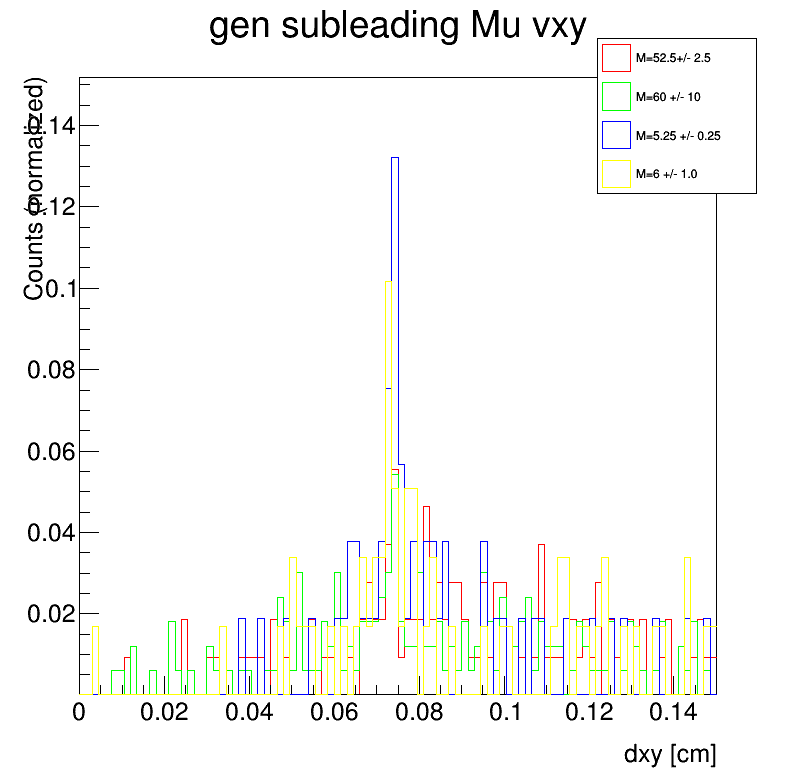 gen subleading Mu vxy
M=52.5+/- 2.5
M=60 +/- 10
M=5.25 +/- 0.25
M=6 +/- 1.0
Counts (normalized)
0.14
0.12
0.1
0.08
0.06
0.04
0.02
0 0.02 0.04 0.06 0.08 0.1 0.12 0.14
dxy [cm]